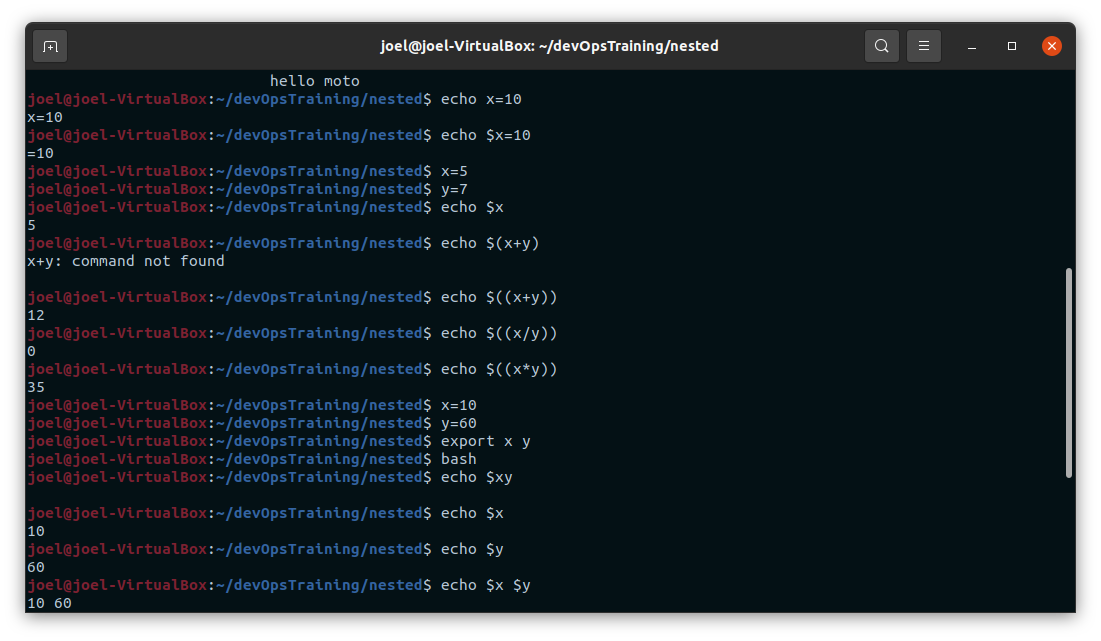 joel@joel-VirtualBox: ~/devOpsTraining/nested
hello moto
joel@joel-VirtualBox:~/devOpsTraining/nested$ echo x=10
x=10
joel@joel-VirtualBox:~/devOpsTraining/nested$ echo $x=10
=10
joel@joel-VirtualBox:~/devOpsTraining/nested$ x=5
joel@joel-VirtualBox:~/devOpsTraining/nested$ y=7
joel@joel-VirtualBox:~/devOpsTraining/nested$ echo $x
5
joel@joel-VirtualBox:~/devOpsTraining/nested$ echo $(x+y)
x+y: command not found
joel@joel-VirtualBox:~/devOpsTraining/nested$ echo $((x+y))
12
joel@joel-VirtualBox:~/devOpsTraining/nested$ echo $((x/y))
0
joel@joel-VirtualBox:~/devOpsTraining/nested$ echo $((x*y))
35
joel@joel-VirtualBox:~/devOpsTraining/nested$ x=10
joel@joel-VirtualBox:~/devOpsTraining/nested$ y=60
joel@joel-VirtualBox:~/devOpsTraining/nested$ export x y
joel@joel-VirtualBox:~/devOpsTraining/nested$ bash
joel@joel-VirtualBox:~/devOpsTraining/nested$ echo $xy
joel@joel-VirtualBox:~/devOpsTraining/nested$ echo $x
10
joel@joel-VirtualBox:~/devOpsTraining/nested$ echo $y
60
joel@joel-VirtualBox:~/devOpsTraining/nested$ echo $x $y
10 60